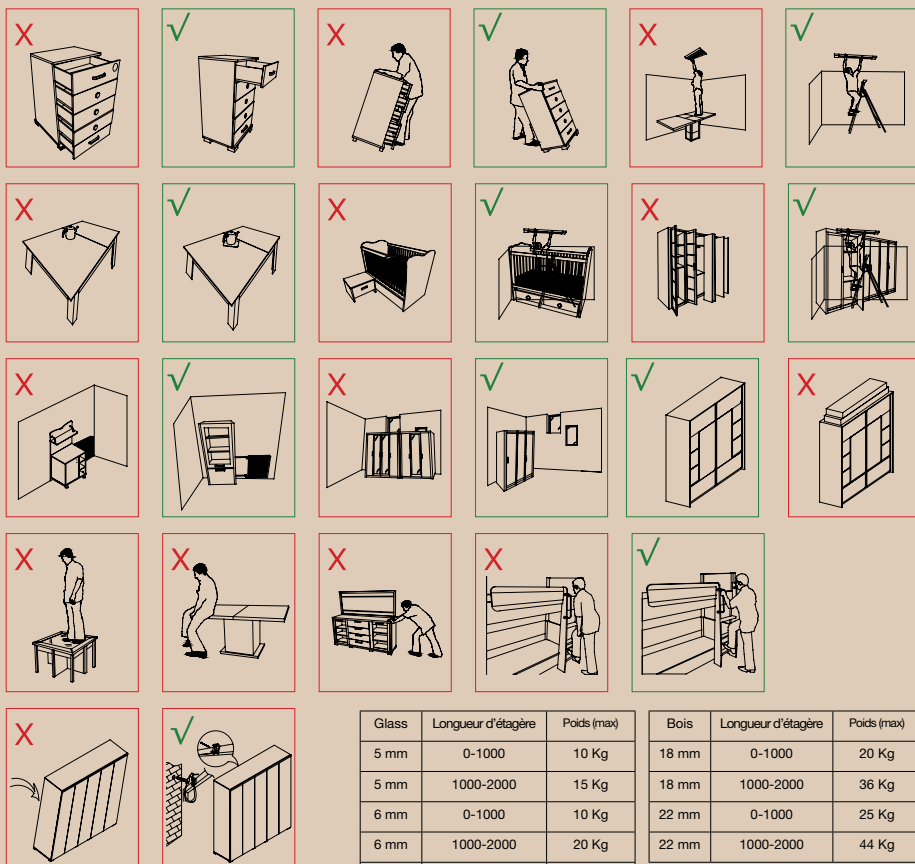 X √ X √ X √
X √ X √ X √
X √ X √ √ X
X X X X √
X √
Glass Longueur d'étagère Poids (max)
5 mm 0-1000 10 Kg
5 mm 1000-2000 15 Kg
6 mm 0-1000 10 Kg
6 mm 1000-2000 20 Kg
Bois Longueur d'étagère Poids (max)
18 mm 0-1000 20 Kg
18 mm 1000-2000 36 Kg
22 mm 0-1000 25 Kg
22 mm 1000-2000 44 Kg